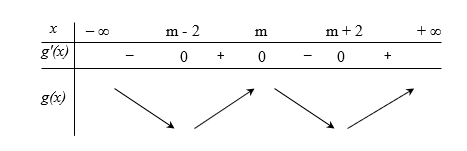 x − ∞ m - 2 m m + 2 + ∞
g'(x) − 0 + 0 − 0 +
g(x)